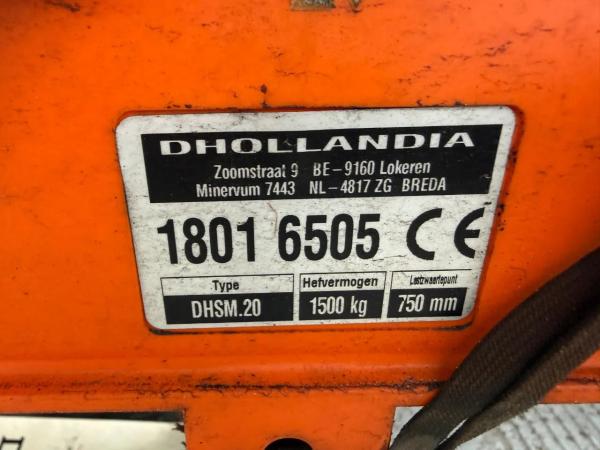 DHOLLANDIA
Zoomstraat 9 BE-9160 Lokeren
Minervum 7443 NL-4817 ZG BREDA
1801 6505 CE
Type Hefvermogen Lastzwaartepunt
DHSM.20 1500 kg 750 mm